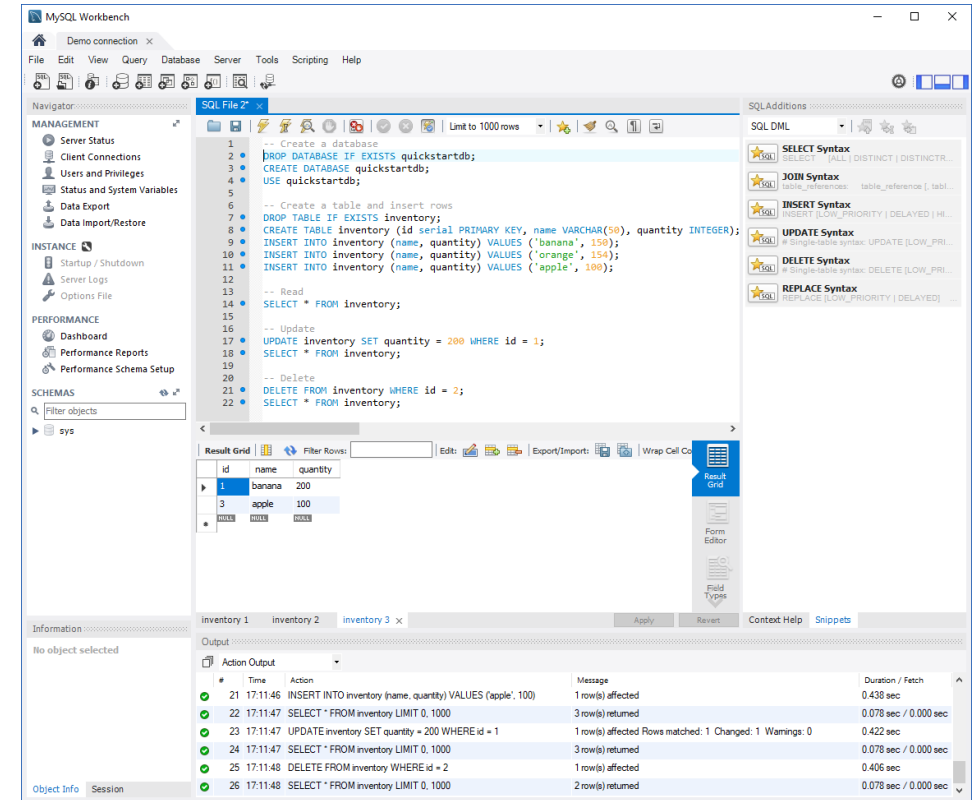 MySQL Workbench
Demo connection
File Edit View Query Database Server Tools Scripting Help
Navigator
MANAGEMENT
Server Status
Client Connections
Users and Privileges
Status and System Variables
Data Export
Data Import/Restore
INSTANCE
Startup / Shutdown
Server Logs
Options File
PERFORMANCE
Dashboard
Performance Reports
Performance Schema Setup
SCHEMAS
Filter objects
sys
Information
No object selected
Object Info Session
SQL File 2*
Limit to 1000 rows
1 -- Create a database
2 DROP DATABASE IF EXISTS quickstartdb;
3 CREATE DATABASE quickstartdb;
4 USE quickstartdb;
5
6 -- Create a table and insert rows
7 DROP TABLE IF EXISTS inventory;
8 CREATE TABLE inventory (id serial PRIMARY KEY, name VARCHAR(50), quantity INTEGER);
9 INSERT INTO inventory (name, quantity) VALUES ('banana', 150);
10 INSERT INTO inventory (name, quantity) VALUES ('orange', 154);
11 INSERT INTO inventory (name, quantity) VALUES ('apple', 100);
12
13 -- Read
14 SELECT * FROM inventory;
15
16 -- Update
17 UPDATE inventory SET quantity = 200 WHERE id = 1;
18 SELECT * FROM inventory;
19
20 -- Delete
21 DELETE FROM inventory WHERE id = 2;
22 SELECT * FROM inventory;
Result Grid Filter Rows: Edit: Export/Import: Wrap Cell Co
id name quantity
1 banana 200
3 apple 100
NULL NULL NULL
Result
Grid
Form
Editor
Field
Types
inventory 1 inventory 2 inventory 3 Apply Revert
SQLAdditions
SQL DML
SELECT Syntax
SELECT [ALL | DISTINCT | DISTINCTR...
JOIN Syntax
table_references: table_reference [, tabl...
INSERT Syntax
INSERT [LOW_PRIORITY | DELAYED | HI...
UPDATE Syntax
# Single-table syntax: UPDATE [LOW_PRI...
DELETE Syntax
# Single-table syntax: DELETE [LOW_PRI...
REPLACE Syntax
REPLACE [LOW_PRIORITY | DELAYED] ...
Context Help Snippets
Output
Action Output
# Time Action Message Duration / Fetch
21 17:11:46 INSERT INTO inventory (name, quantity) VALUES ('apple', 100) 1 row(s) affected 0.438 sec
22 17:11:47 SELECT * FROM inventory LIMIT 0, 1000 3 row(s) returned 0.078 sec / 0.000 sec
23 17:11:47 UPDATE inventory SET quantity = 200 WHERE id = 1 1 row(s) affected Rows matched: 1 Changed: 1 Warnings: 0 0.422 sec
24 17:11:47 SELECT * FROM inventory LIMIT 0, 1000 3 row(s) returned 0.078 sec / 0.000 sec
25 17:11:48 DELETE FROM inventory WHERE id = 2 1 row(s) affected 0.406 sec
26 17:11:48 SELECT * FROM inventory LIMIT 0, 1000 2 row(s) returned 0.078 sec / 0.000 sec